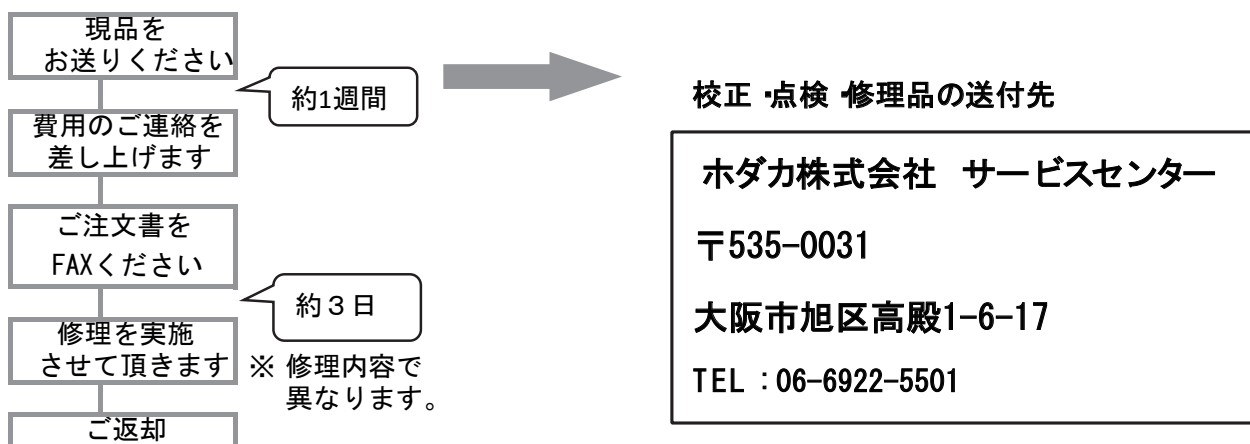 現品を
お送りください
約1週間
費用のご連絡を
差し上げます
ご注文書を
FAXください
約3日
修理を実施
させて頂きます
※ 修理内容で
異なります。
ご返却
校正・点検・修理品の送付先
ホダカ株式会社 サービスセンター
〒535-0031
大阪市旭区高殿1-6-17
TEL:06-6922-5501